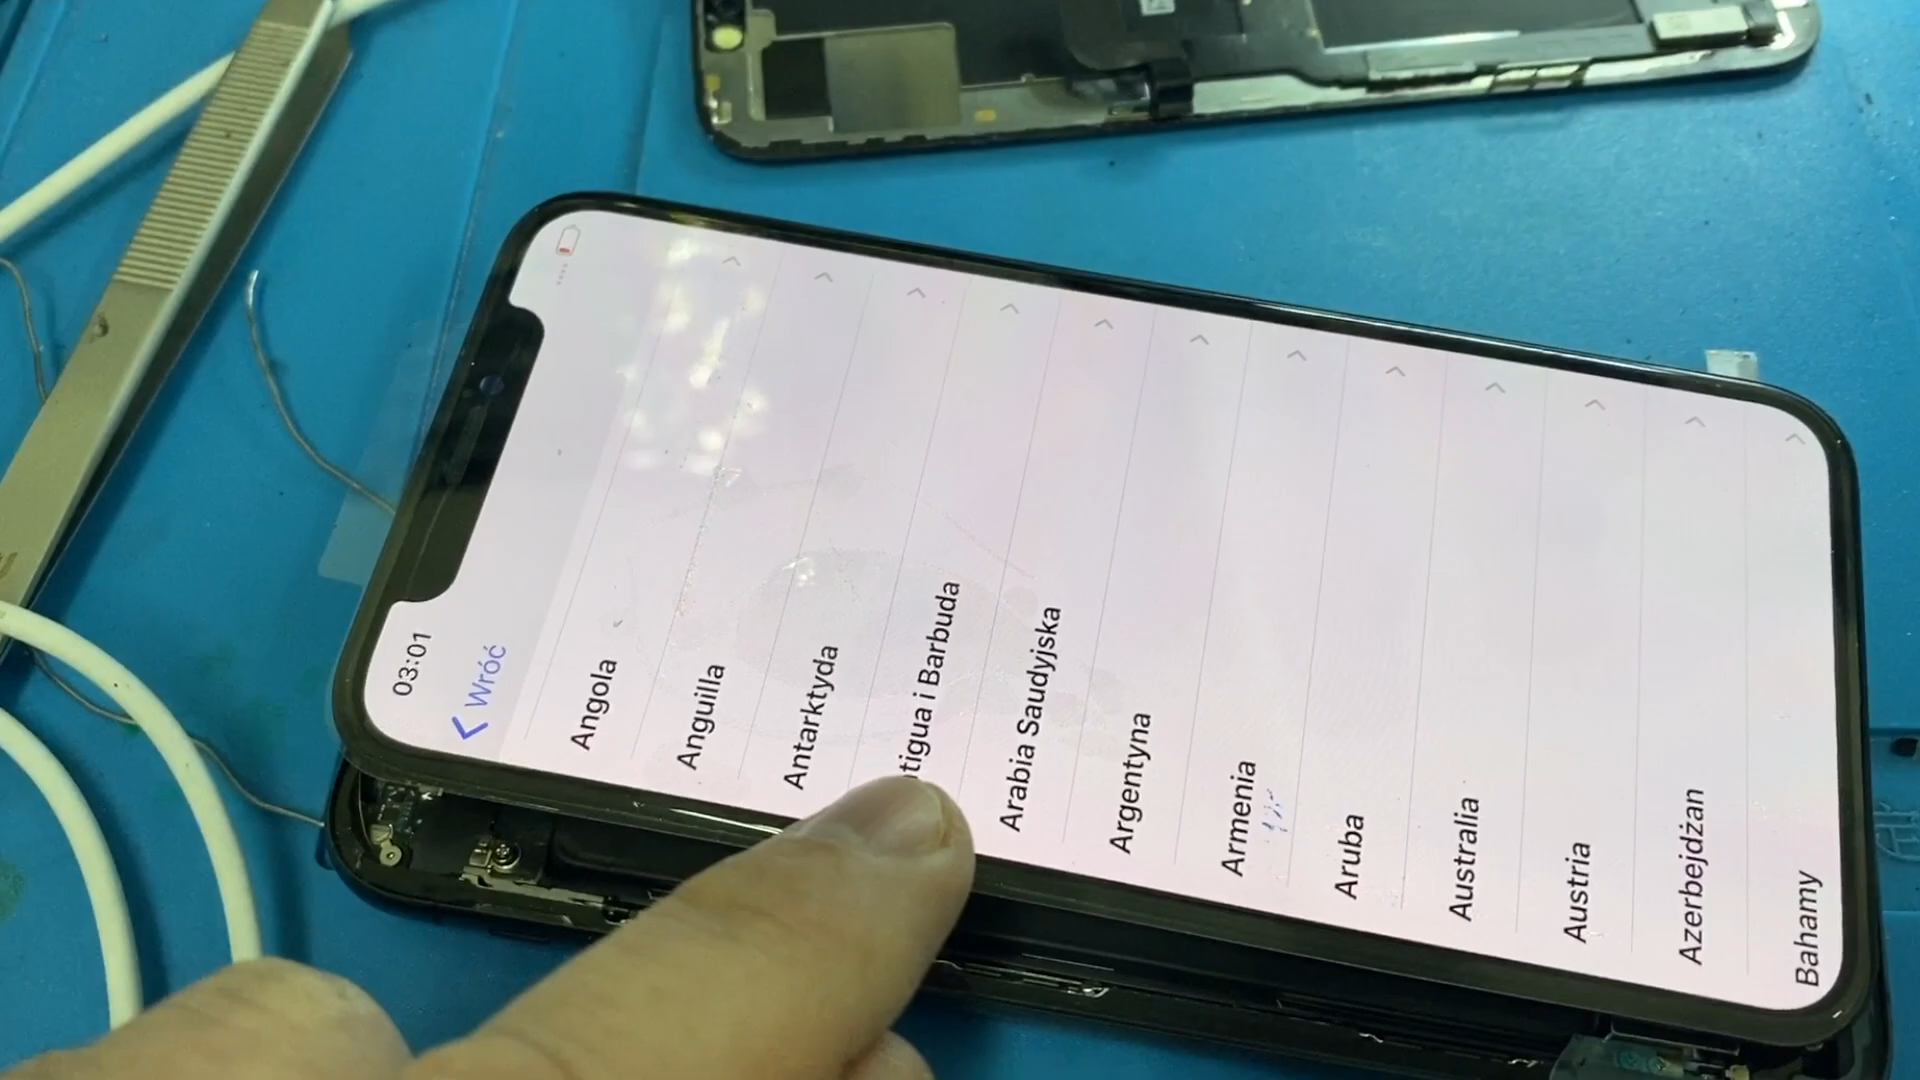 03:01
Wróć
Angola
Anguilla
Antarktyda
tigua i Barbuda
Arabia Saudyjska
Argentyna
Armenia
Aruba
Australia
Austria
Azerbejdżan
Bahamy